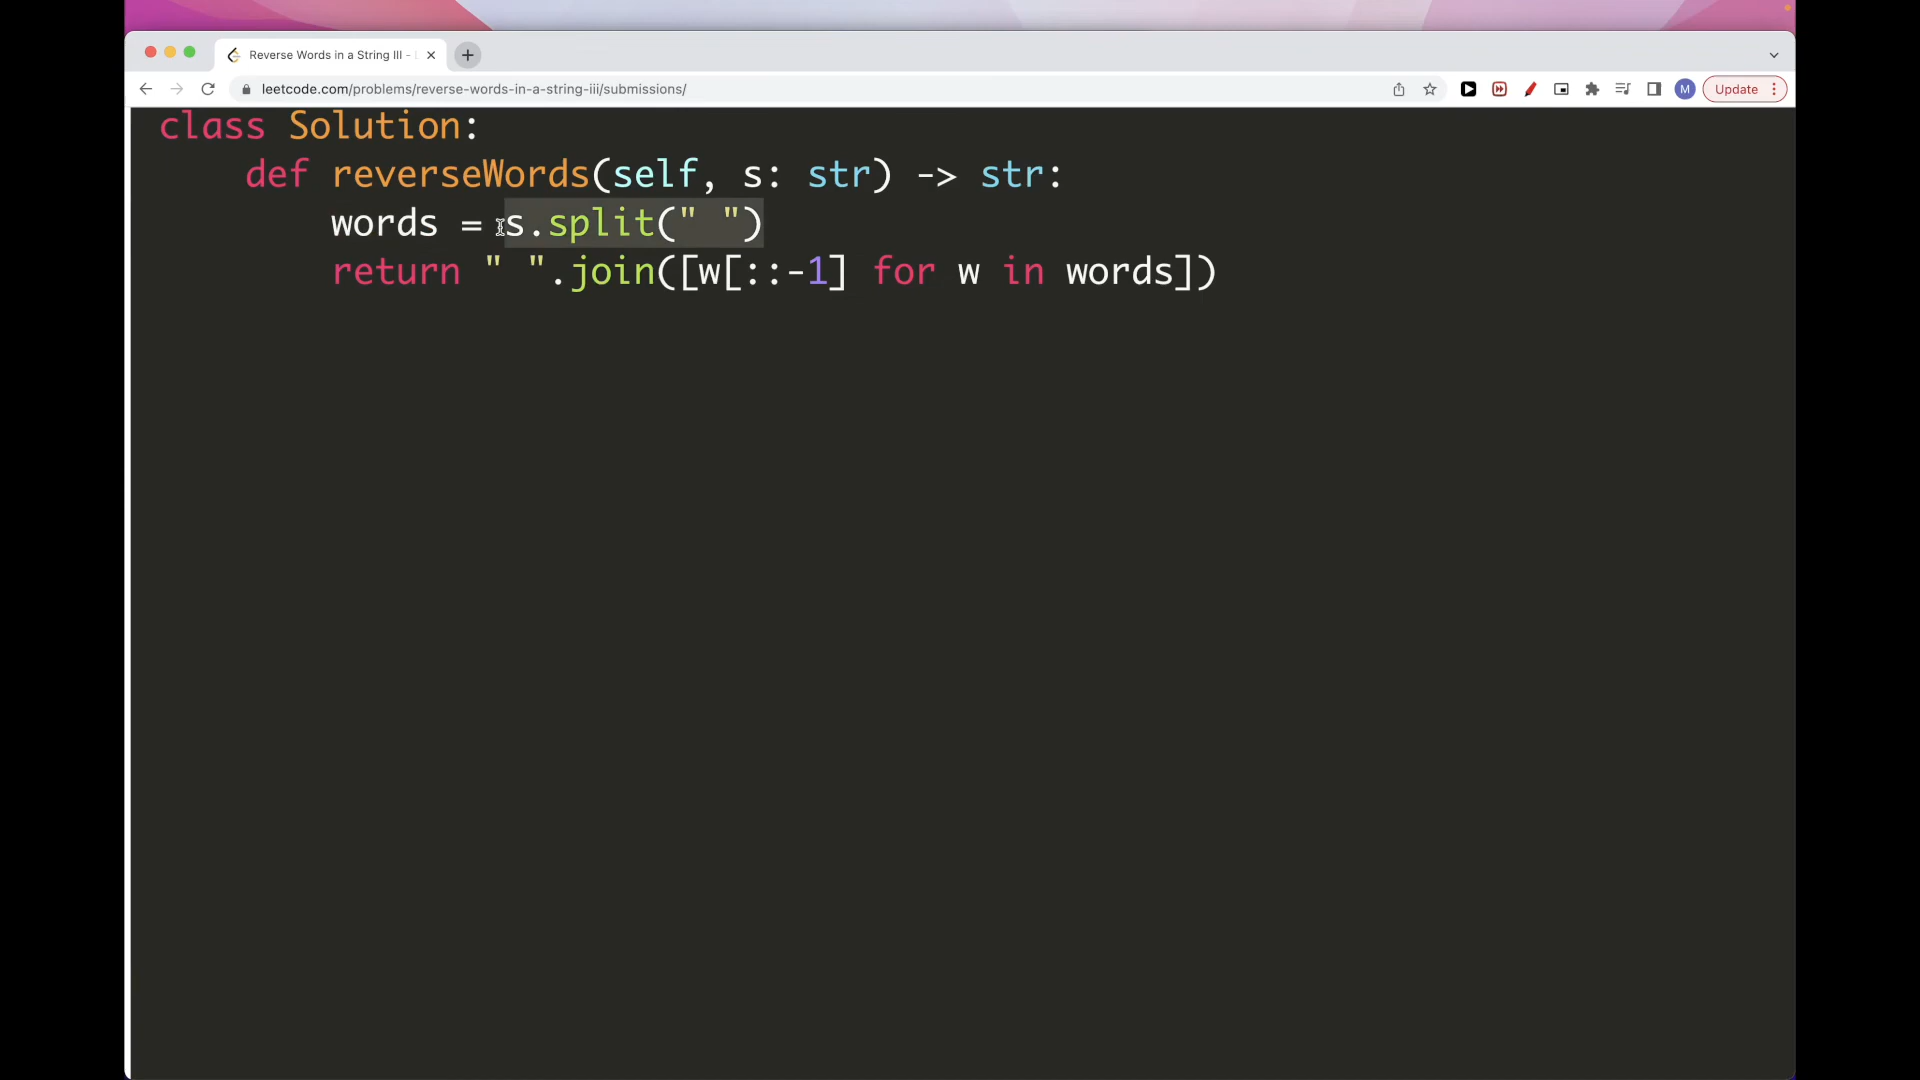 Reverse Words in a String III -
leetcode.com/problems/reverse-words-in-a-string-iii/submissions/
M
Update
class Solution:
    def reverseWords(self, s: str) -> str:
        words = s.split(" ")
        return " ".join([w[::-1] for w in words])